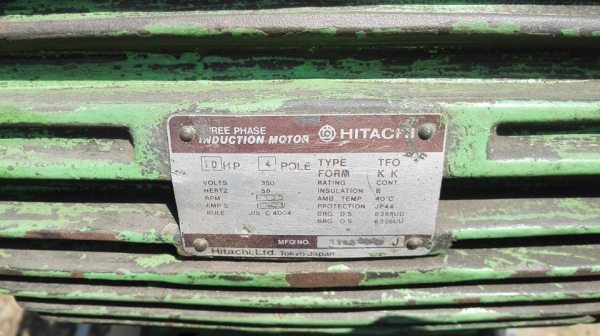 THREE PHASE
INDUCTION MOTOR HITACHI
10 HP 4 POLE
TYPE TFO
FORM K K
VOLTS 350 RATING CONT
HERTZ 50 INSULATION B
RPM AMB TEMP. 40°C
AMPS PROTECTION JP44
RULE JIS C 4004 BRG. D.S. 6308UU
BRG. O.S. 6306UU
MFG NO. J
Hitachi, Ltd. Tokyo Japan